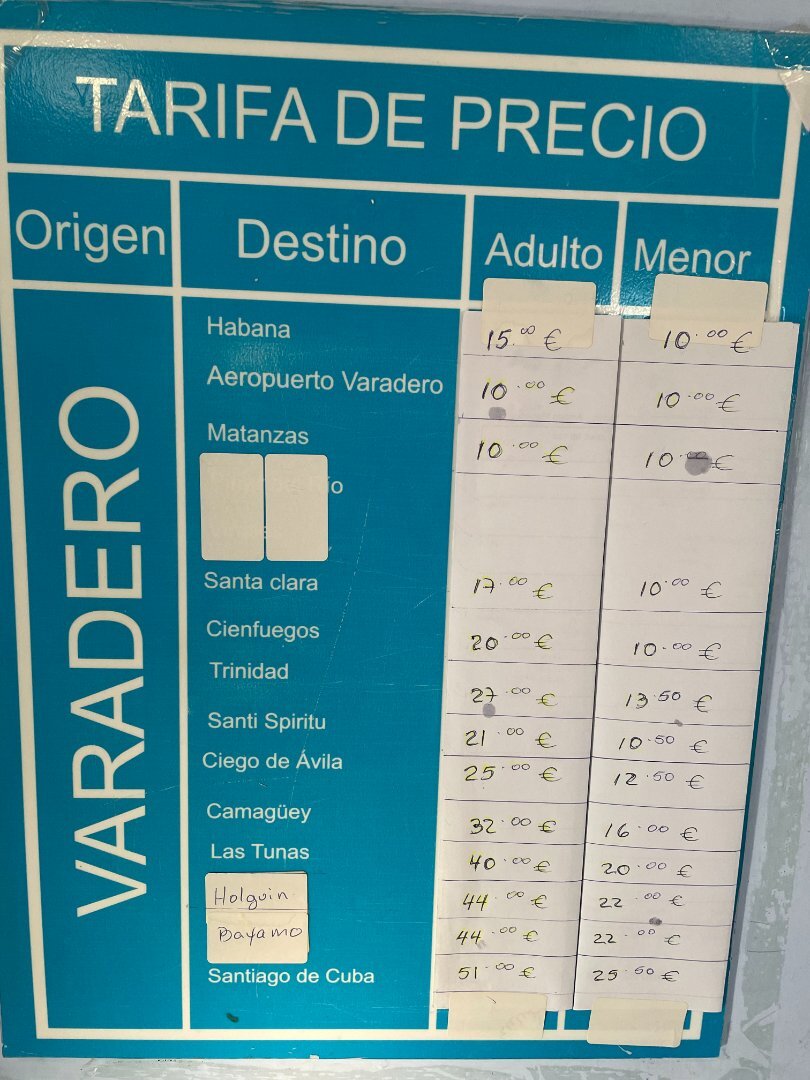 TARIFA DE PRECIO
Origen Destino Adulto Menor
VARADERO
Habana 15.00 € 10.00 €
Aeropuerto Varadero 10.00 € 10.00 €
Matanzas 10.00 € 10.00 €
Santa clara 17.00 € 10.00 €
Cienfuegos 20.00 € 10.00 €
Trinidad 27.00 € 13.50 €
Santi Spiritu 21.00 € 10.50 €
Ciego de Ávila 25.00 € 12.50 €
Camagüey 32.00 € 16.00 €
Las Tunas 40.00 € 20.00 €
Holguin 44.00 € 22.00 €
Bayamo 44.00 € 22.00 €
Santiago de Cuba 51.00 € 25.50 €